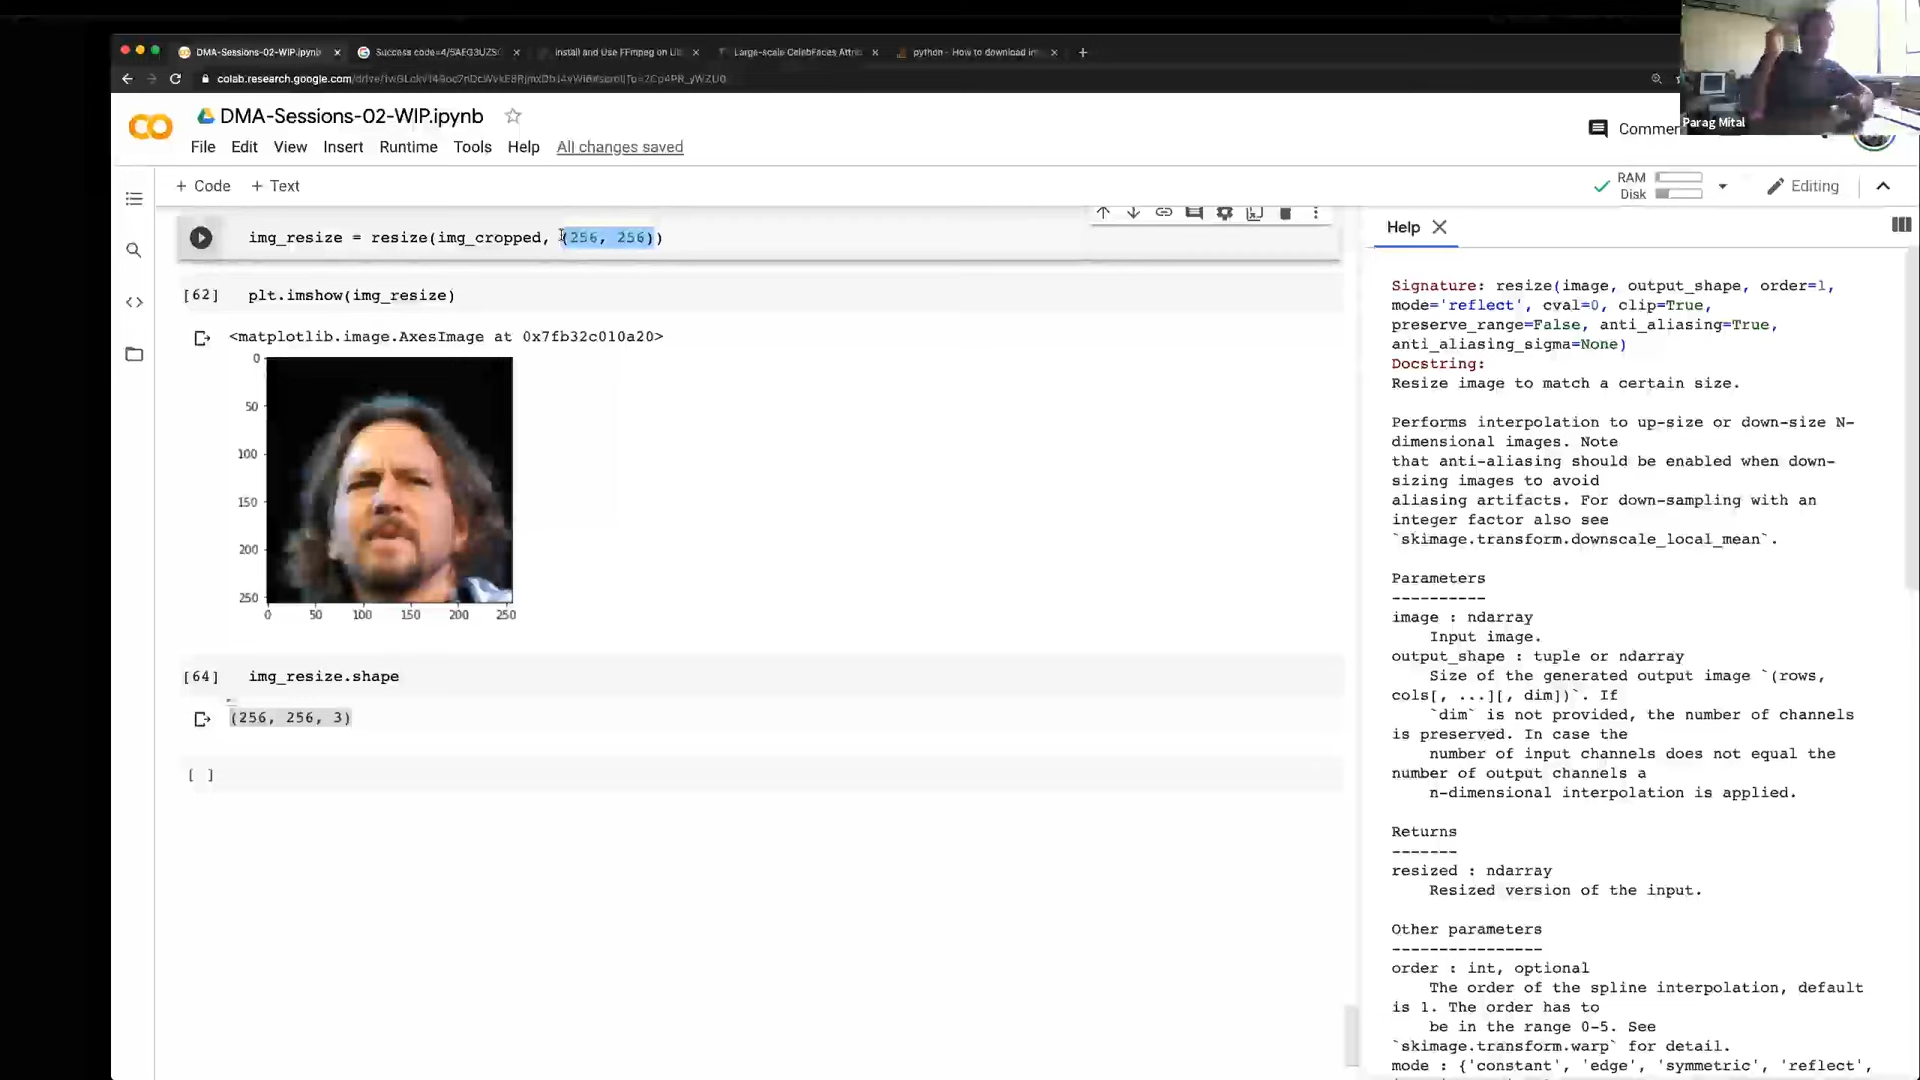 DMA-Sessions-02-WIP.ipynb
Success code=4/5AEG3UZS
Install and Use FFmpeg on U
Large-scale CelebFaces Attri
python - How to download in
Parag Mital
DMA-Sessions-02-WIP.ipynb
File Edit View Insert Runtime Tools Help All changes saved
Commen
+ Code + Text
RAM
Disk
Editing
img_resize = resize(img_cropped, (256, 256))
[62] plt.imshow(img_resize)
<matplotlib.image.AxesImage at 0x7fb32c010a20>
0
50
100
150
200
250
0 50 100 150 200 250
[64] img_resize.shape
(256, 256, 3)
[ ]
Help
Signature: resize(image, output_shape, order=1,
mode='reflect', cval=0, clip=True,
preserve_range=False, anti_aliasing=True,
anti_aliasing_sigma=None)
Docstring:
Resize image to match a certain size.
Performs interpolation to up-size or down-size N-
dimensional images. Note
that anti-aliasing should be enabled when down-
sizing images to avoid
aliasing artifacts. For down-sampling with an
integer factor also see
`skimage.transform.downscale_local_mean`.
Parameters
----------
image : ndarray
Input image.
output_shape : tuple or ndarray
Size of the generated output image `(rows,
cols[, ...][, dim])`. If
`dim` is not provided, the number of channels
is preserved. In case the
number of input channels does not equal the
number of output channels a
n-dimensional interpolation is applied.
Returns
-------
resized : ndarray
Resized version of the input.
Other parameters
----------------
order : int, optional
The order of the spline interpolation, default
is 1. The order has to
be in the range 0-5. See
`skimage.transform.warp` for detail.
mode : {'constant', 'edge', 'symmetric', 'reflect',